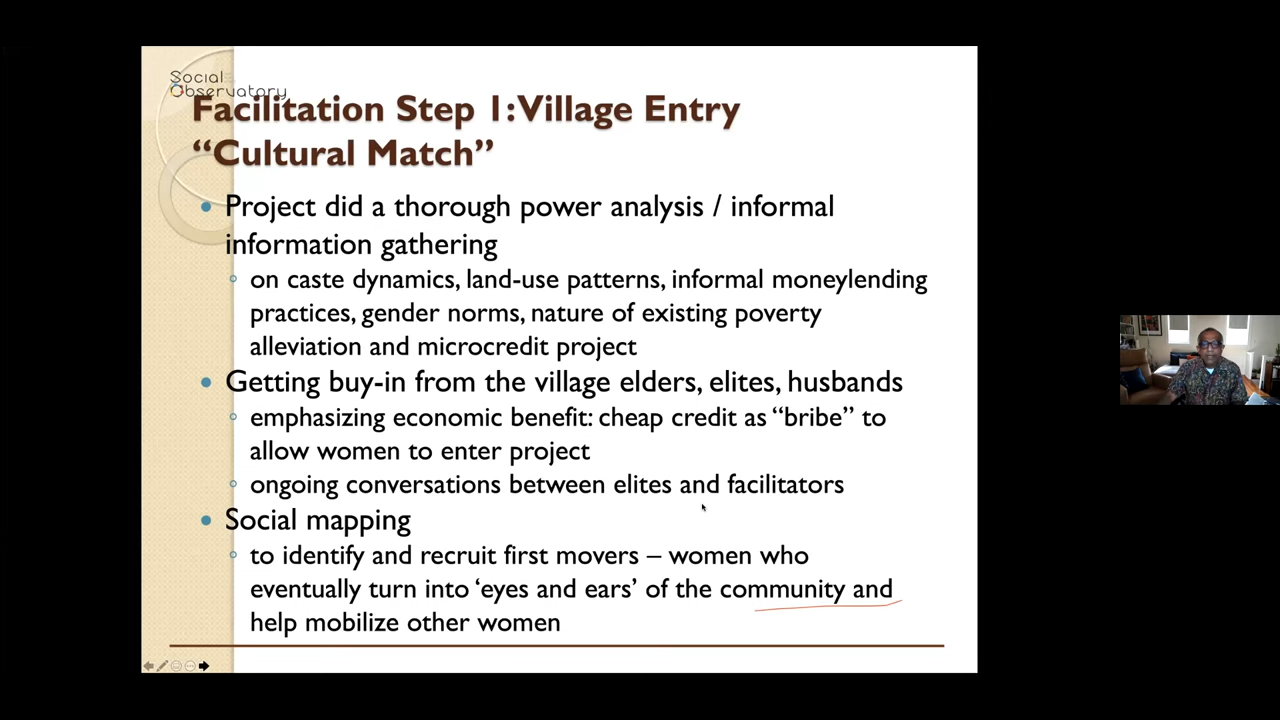 Social
Observatory
Facilitation Step 1: Village Entry
“Cultural Match”
Project did a thorough power analysis / informal
information gathering
on caste dynamics, land-use patterns, informal moneylending
practices, gender norms, nature of existing poverty
alleviation and microcredit project
Getting buy-in from the village elders, elites, husbands
emphasizing economic benefit: cheap credit as “bribe” to
allow women to enter project
ongoing conversations between elites and facilitators
Social mapping
to identify and recruit first movers – women who
eventually turn into ‘eyes and ears’ of the community and
help mobilize other women